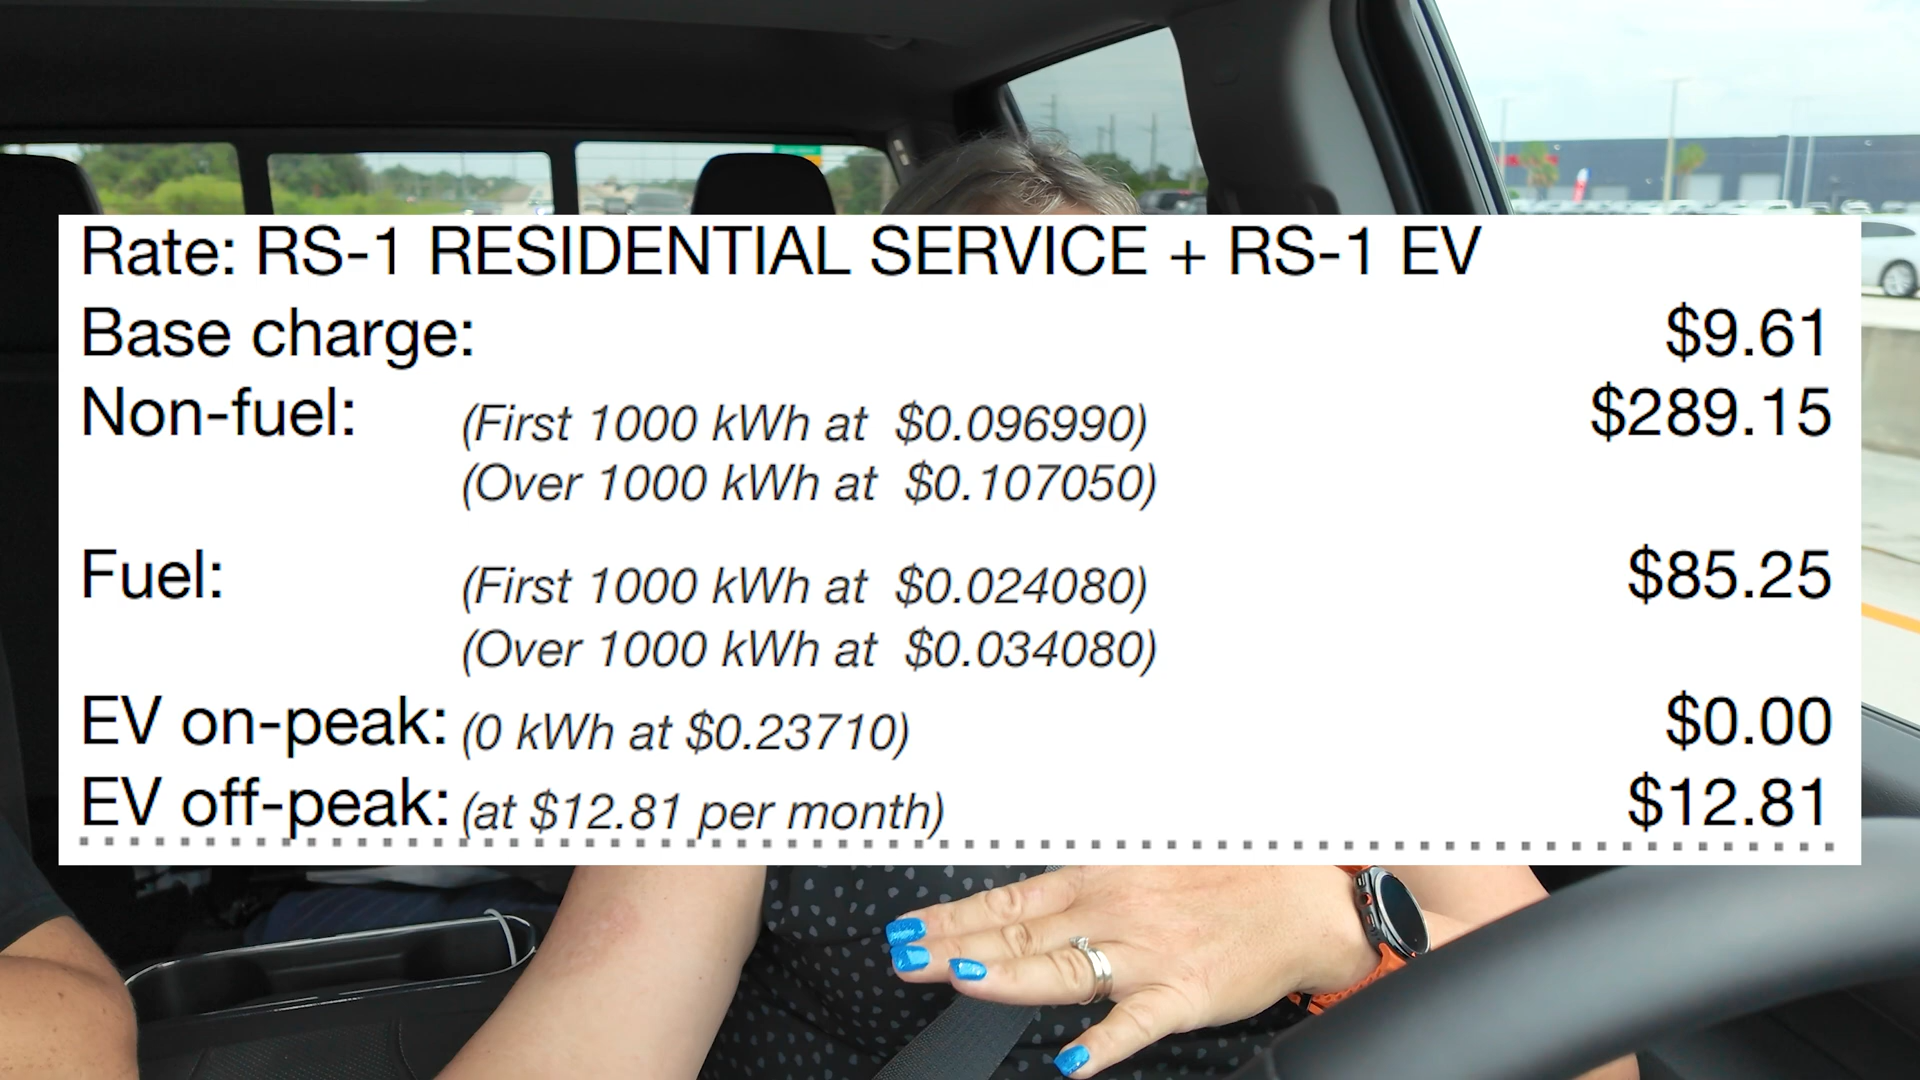 Rate: RS-1 RESIDENTIAL SERVICE + RS-1 EV
Base charge: $9.61
Non-fuel: (First 1000 kWh at $0.096990) $289.15
(Over 1000 kWh at $0.107050)
Fuel: (First 1000 kWh at $0.024080) $85.25
(Over 1000 kWh at $0.034080)
EV on-peak: (0 kWh at $0.23710) $0.00
EV off-peak: (at $12.81 per month) $12.81